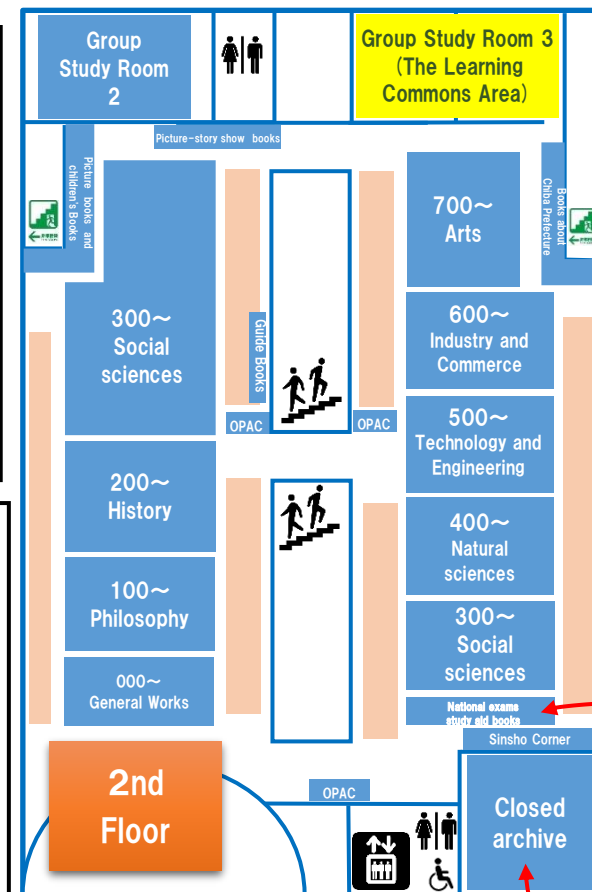 Group
Study Room
2
Group Study Room 3
(The Learning
Commons Area)
Picture-story show books
Picture books and
children's Books
Books about
Chiba Prefecture
700～
Arts
300～
Social
sciences
Guide Books
600～
Industry and
Commerce
OPAC
OPAC
500～
Technology and
Engineering
200～
History
400～
Natural
sciences
100～
Philosophy
300～
Social
sciences
000～
General Works
National exams
study aid books
Sinsho Corner
2nd
Floor
OPAC
Closed
archive